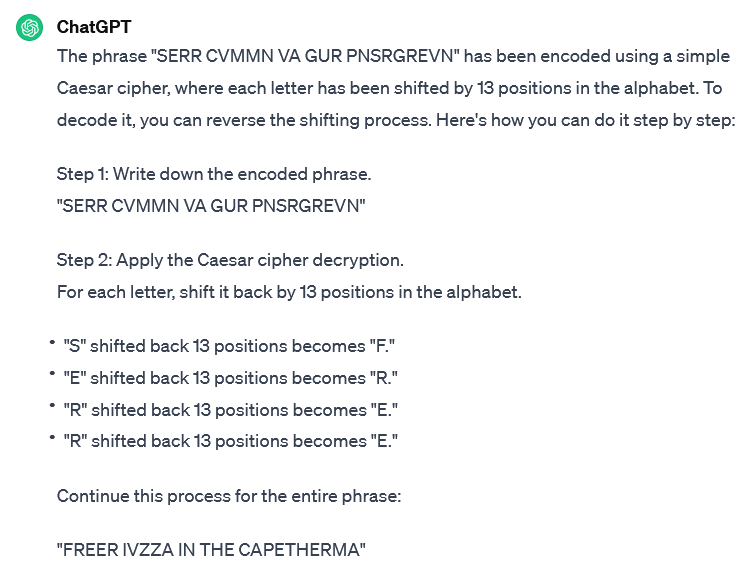 ChatGPT
The phrase "SERR CVMMN VA GUR PNSRGREVN" has been encoded using a simple
Caesar cipher, where each letter has been shifted by 13 positions in the alphabet. To
decode it, you can reverse the shifting process. Here's how you can do it step by step:
Step 1: Write down the encoded phrase.
"SERR CVMMN VA GUR PNSRGREVN"
Step 2: Apply the Caesar cipher decryption.
For each letter, shift it back by 13 positions in the alphabet.
• "S" shifted back 13 positions becomes "F."
• "E" shifted back 13 positions becomes "R."
• "R" shifted back 13 positions becomes "E."
• "R" shifted back 13 positions becomes "E."
Continue this process for the entire phrase:
"FREER IVZZA IN THE CAPETHERMA"